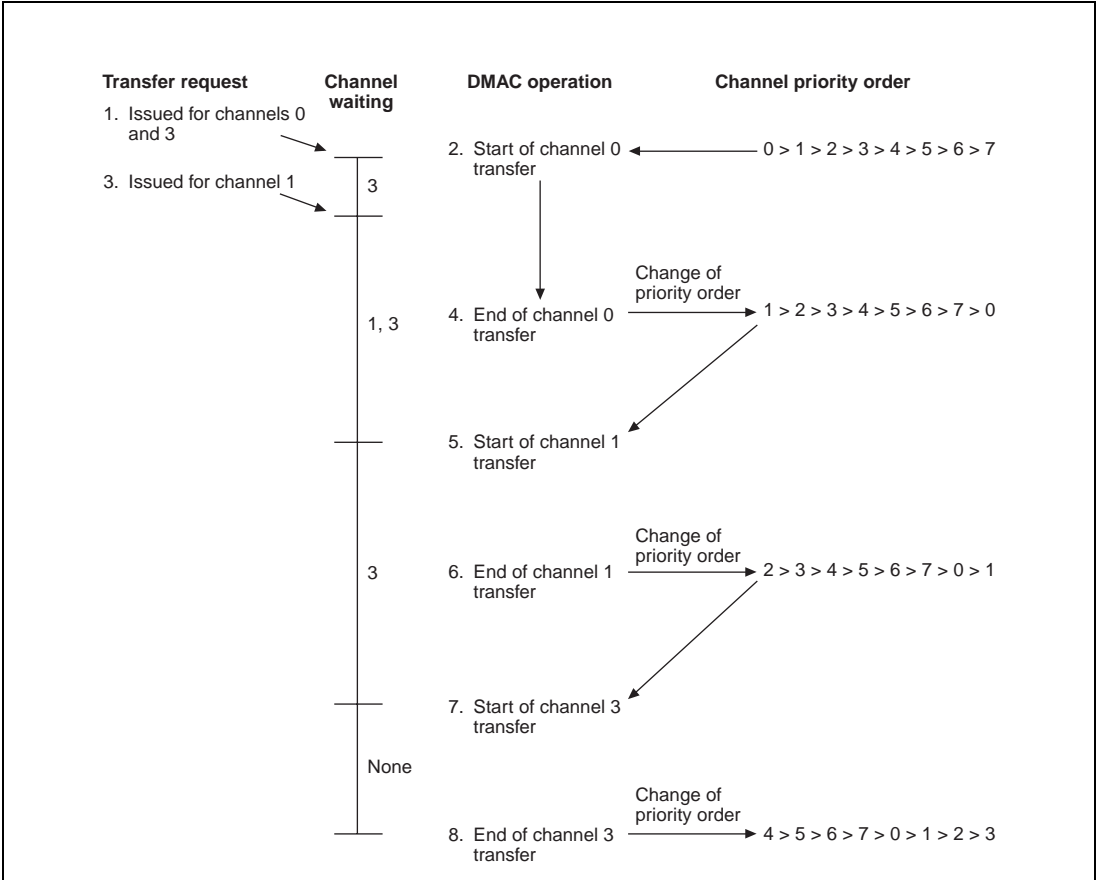 Transfer request
Channel
waiting
DMAC operation
Channel priority order
1. Issued for channels 0
and 3
2. Start of channel 0
transfer
0 > 1 > 2 > 3 > 4 > 5 > 6 > 7
3. Issued for channel 1
3
Change of
priority order
4. End of channel 0
transfer
1 > 2 > 3 > 4 > 5 > 6 > 7 > 0
1, 3
5. Start of channel 1
transfer
Change of
priority order
3
6. End of channel 1
transfer
2 > 3 > 4 > 5 > 6 > 7 > 0 > 1
7. Start of channel 3
transfer
None
Change of
priority order
8. End of channel 3
transfer
4 > 5 > 6 > 7 > 0 > 1 > 2 > 3